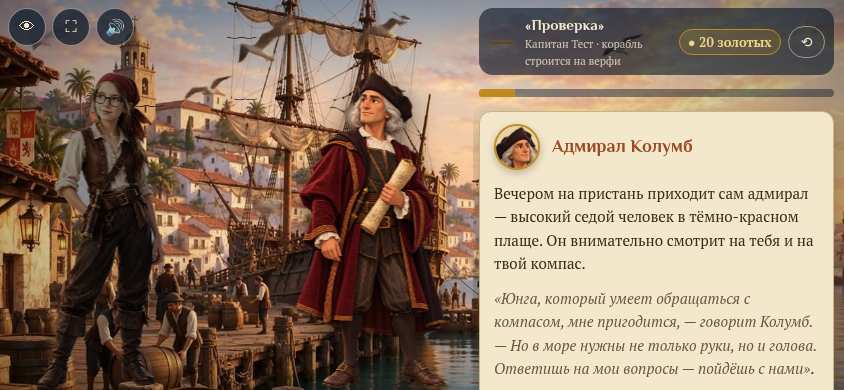 «Проверка»
Капитан Тест · корабль
строится на верфи
● 20 золотых
Адмирал Колумб
Вечером на пристань приходит сам адмирал
— высокий седой человек в тёмно-красном
плаще. Он внимательно смотрит на тебя и на
твой компас.
«Юнга, который умеет обращаться с
компасом, мне пригодится, — говорит Колумб.
— Но в море нужны не только руки, но и голова.
Ответишь на мои вопросы — пойдёшь с нами».